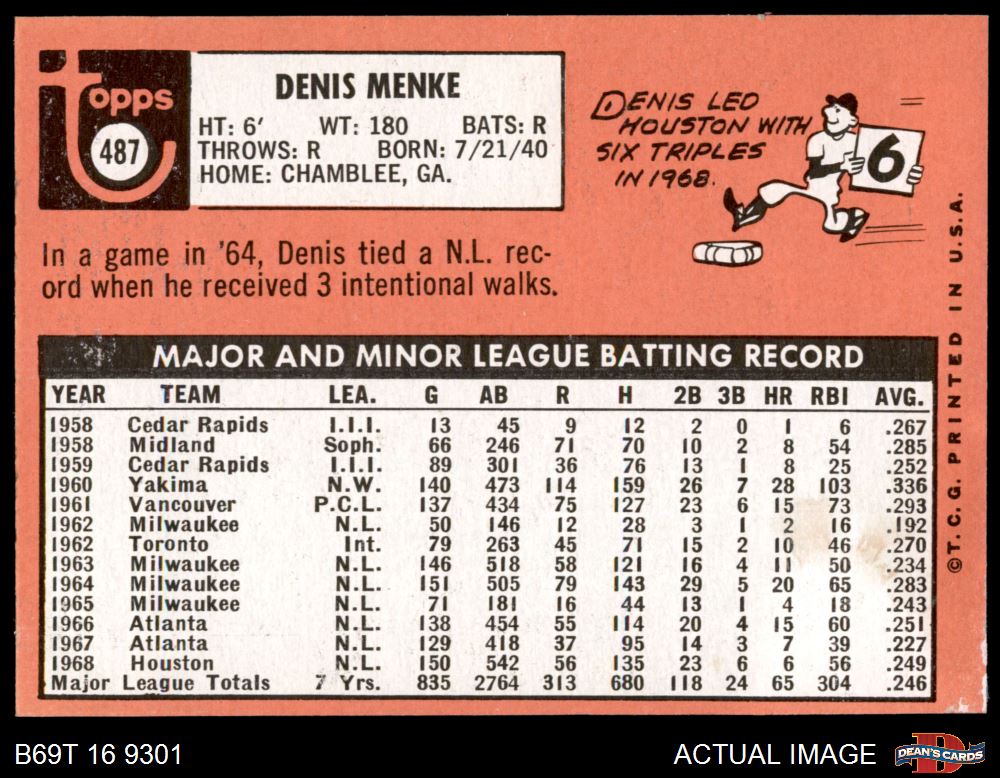 Topps
487
DENIS MENKE
HT: 6' WT: 180 BATS: R
THROWS: R BORN: 7/21/40
HOME: CHAMBLEE, GA.
DENIS LED
HOUSTON WITH
SIX TRIPLES
IN 1968.
6
In a game in '64, Denis tied a N.L. rec-
ord when he received 3 intentional walks.
MAJOR AND MINOR LEAGUE BATTING RECORD
YEAR TEAM LEA. G AB R H 2B 3B HR RBI AVG.
1958 Cedar Rapids I.I.I. 13 45 9 12 2 0 1 6 .267
1958 Midland Soph. 66 246 71 70 10 2 8 54 .285
1959 Cedar Rapids I.I.I. 89 301 36 76 13 1 8 25 .252
1960 Yakima N.W. 140 473 114 159 26 7 28 103 .336
1961 Vancouver P.C.L. 137 434 75 127 23 6 15 73 .293
1962 Milwaukee N.L. 50 146 12 28 3 1 2 16 .192
1962 Toronto Int. 79 263 45 71 15 2 10 46 .270
1963 Milwaukee N.L. 146 518 58 121 16 4 11 50 .234
1964 Milwaukee N.L. 151 505 79 143 29 5 20 65 .283
1965 Milwaukee N.L. 71 181 16 44 13 1 4 18 .243
1966 Atlanta N.L. 138 454 55 114 20 4 15 60 .251
1967 Atlanta N.L. 129 418 37 95 14 3 7 39 .227
1968 Houston N.L. 150 542 56 135 23 6 6 56 .249
Major League Totals 7 Yrs. 835 2764 313 680 118 24 65 304 .246
©T.C.G. PRINTED IN U.S.A.
B69T 16 9301
ACTUAL IMAGE
DEAN'S CARDS